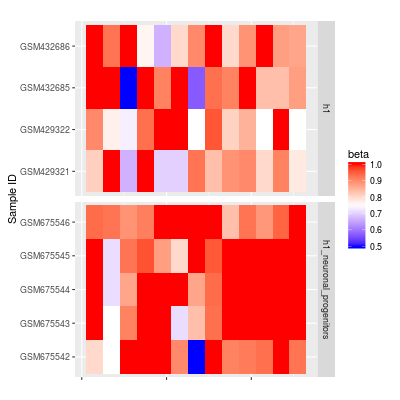 GSM432686
GSM432685
GSM429322
GSM429321
h1
GSM675546
GSM675545
GSM675544
GSM675543
GSM675542
h1_neuronal_progenitors
Sample ID
beta
1.0
0.9
0.8
0.7
0.6
0.5